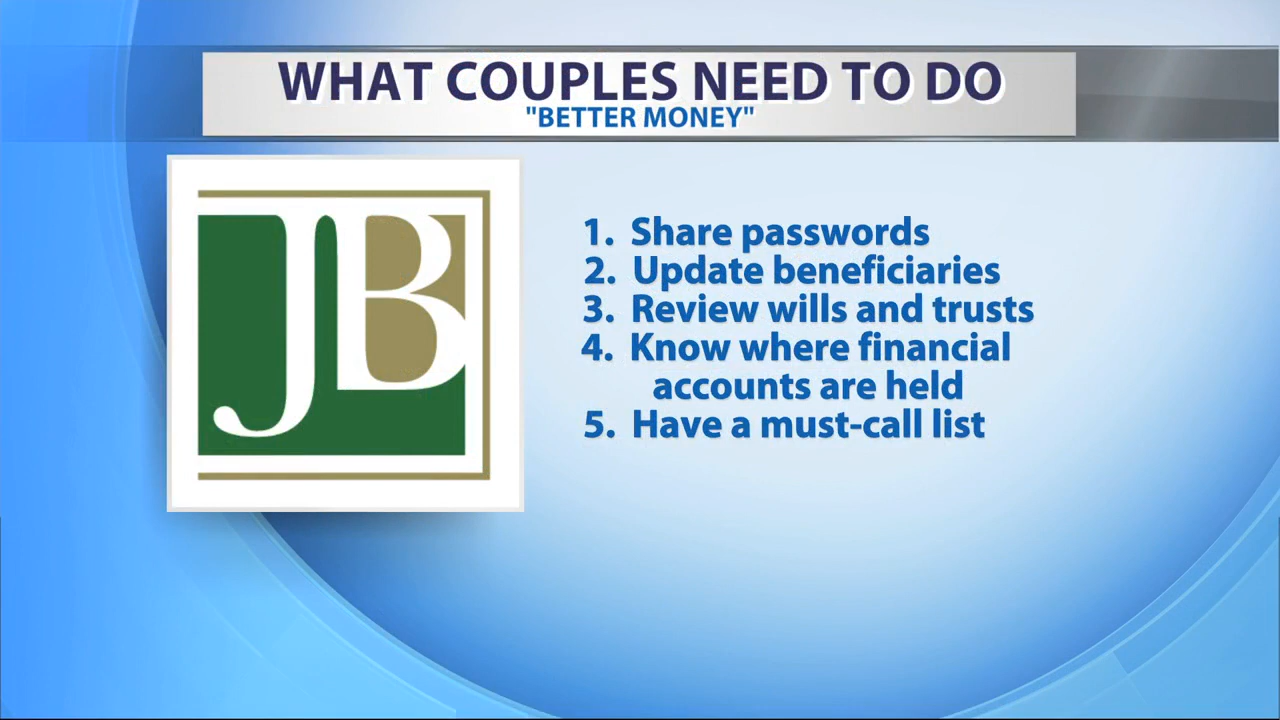 WHAT COUPLES NEED TO DO
"BETTER MONEY"
JB
1. Share passwords
2. Update beneficiaries
3. Review wills and trusts
4. Know where financial
accounts are held
5. Have a must-call list